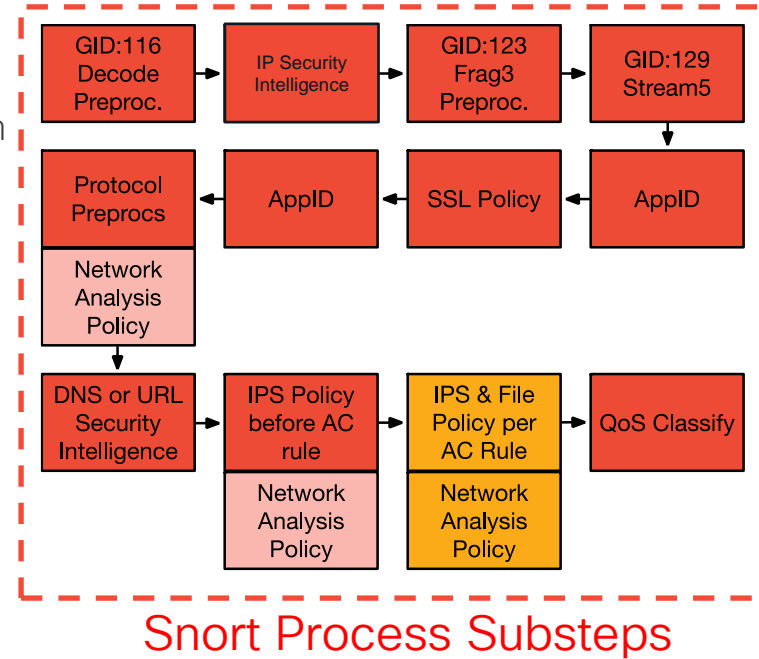 GID:116
Decode
Preproc.
IP Security
Intelligence
GID:123
Frag3
Preproc.
GID:129
Stream5
n
Protocol
Preprocs
AppID
SSL Policy
AppID
Network
Analysis
Policy
DNS or URL
Security
Intelligence
IPS Policy
before AC
rule
IPS & File
Policy per
AC Rule
QoS Classify
Network
Analysis
Policy
Network
Analysis
Policy
Snort Process Substeps